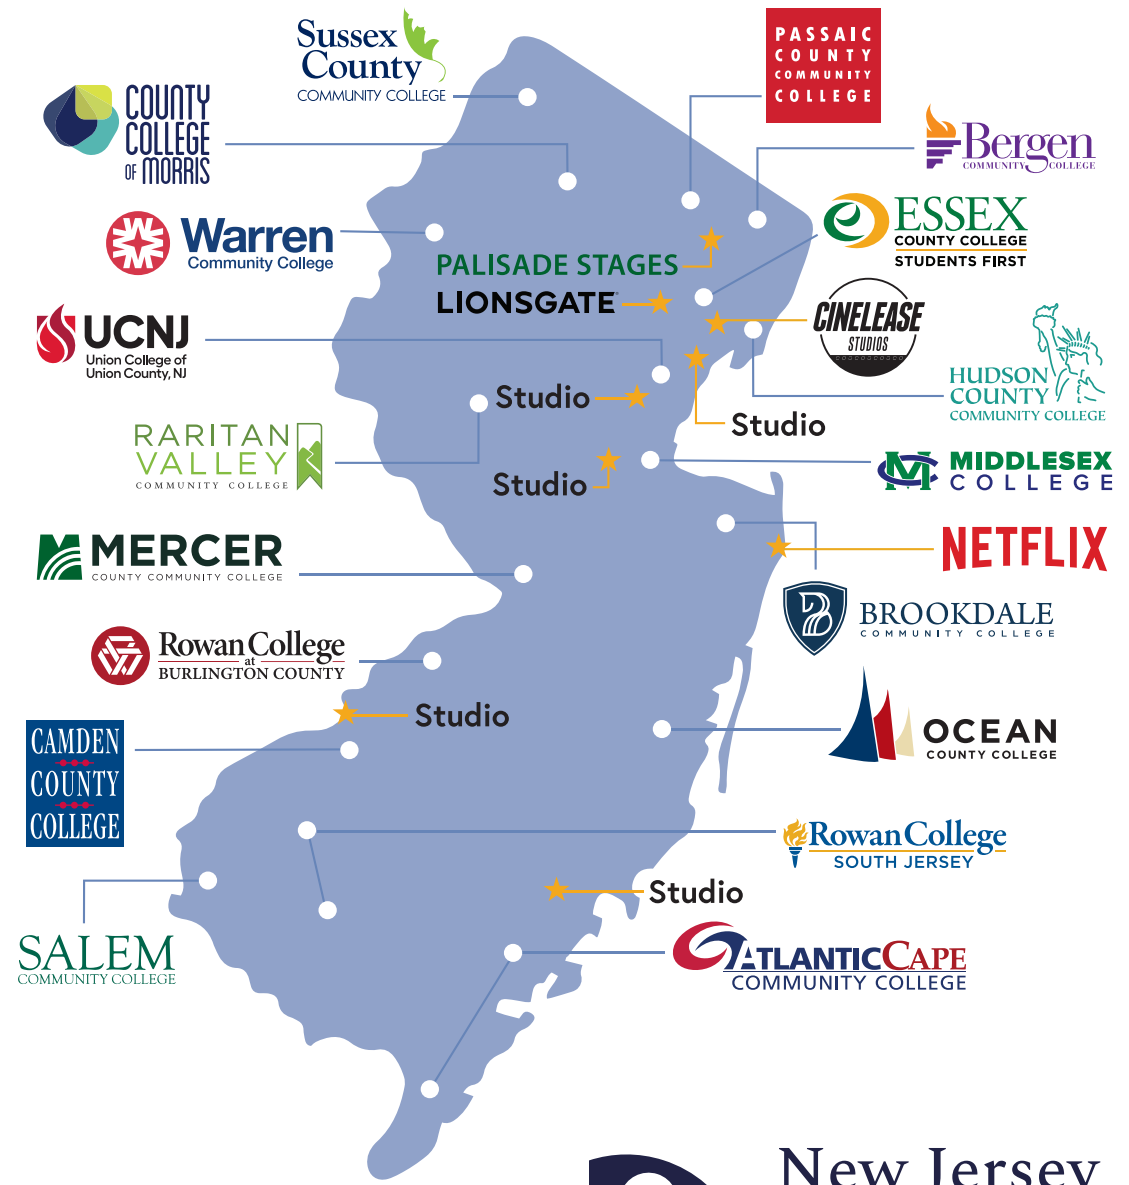 Sussex
County
COMMUNITY COLLEGE
PASSAIC
COUNTY
COMMUNITY
COLLEGE
COUNTY
COLLEGE
OF MORRIS
Bergen
COMMUNITY COLLEGE
Warren
Community College
ESSEX
COUNTY COLLEGE
STUDENTS FIRST
PALISADE STAGES
LIONSGATE
CINELEASE
STUDIOS
UCNJ
Union College of
Union County, NJ
HUDSON
COUNTY
COMMUNITY COLLEGE
Studio
Studio
RARITAN
VALLEY
COMMUNITY COLLEGE
Studio
MIDDLESEX
COLLEGE
MERCER
COUNTY COMMUNITY COLLEGE
NETFLIX
BROOKDALE
COMMUNITY COLLEGE
Rowan College
at
BURLINGTON COUNTY
Studio
CAMDEN
COUNTY
COLLEGE
OCEAN
COUNTY COLLEGE
Rowan College
SOUTH JERSEY
Studio
SALEM
COMMUNITY COLLEGE
ATLANTICCAPE
COMMUNITY COLLEGE
New Jersey